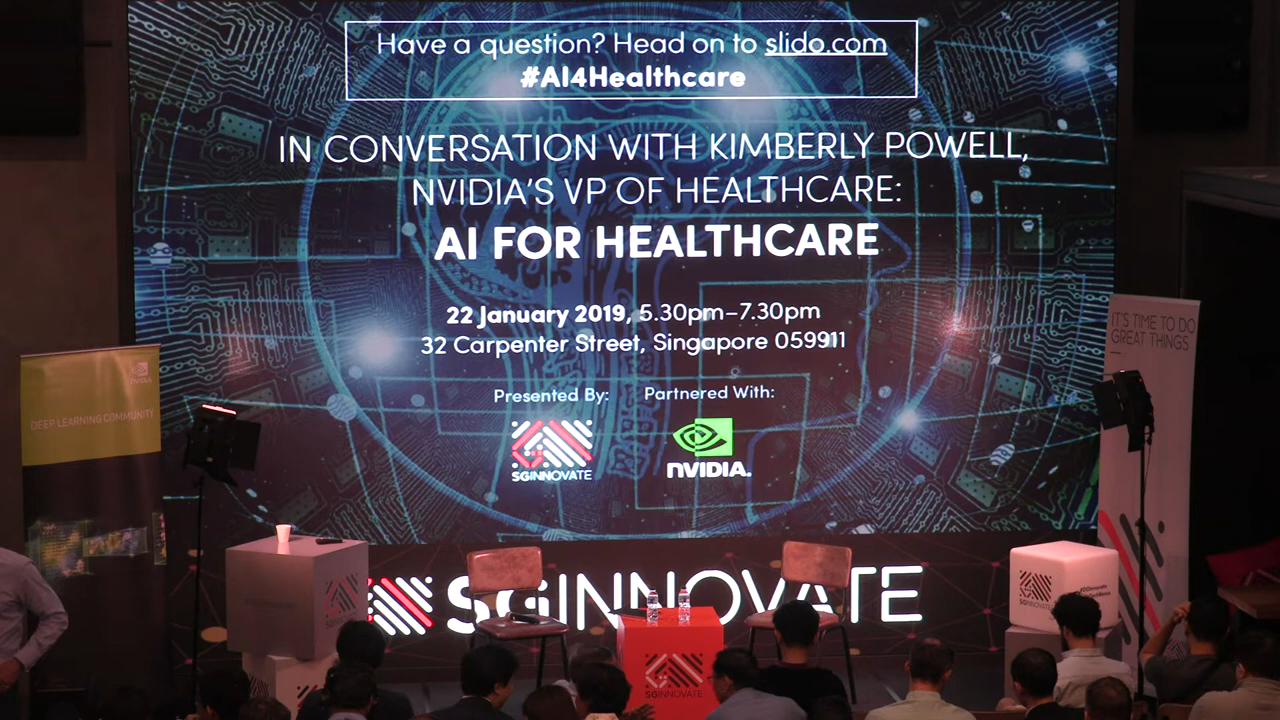 Have a question? Head on to slido.com
#AI4Healthcare
IN CONVERSATION WITH KIMBERLY POWELL,
NVIDIA'S VP OF HEALTHCARE:
AI FOR HEALTHCARE
22 January 2019, 5.30pm–7.30pm
32 Carpenter Street, Singapore 059911
Presented By:
Partnered With:
SGINNOVATE
NVIDIA.
NVIDIA
DEEP LEARNING COMMUNITY
IT'S TIME TO DO
GREAT THINGS
SGINNOVATE
SGINNOVATE
SGINNOVATE